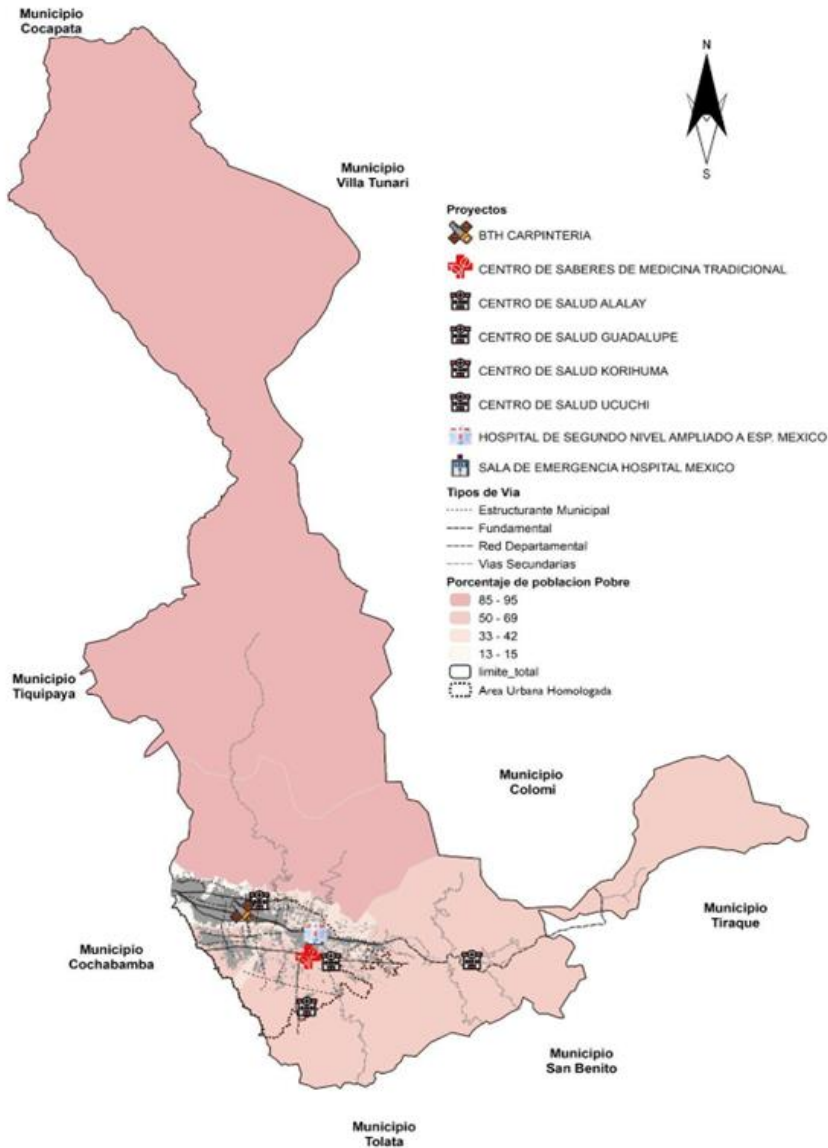 Municipio
Cocapata
N
S
Municipio
Villa Tunari
Proyectos
BTH CARPINTERIA
CENTRO DE SABERES DE MEDICINA TRADICIONAL
CENTRO DE SALUD ALALAY
CENTRO DE SALUD GUADALUPE
CENTRO DE SALUD KORIHUMA
CENTRO DE SALUD UCUCHI
HOSPITAL DE SEGUNDO NIVEL AMPLIADO A ESP. MEXICO
SALA DE EMERGENCIA HOSPITAL MEXICO
Tipos de Via
Estructurante Municipal
Fundamental
Red Departamental
Vias Secundarias
Porcentaje de poblacion Pobre
85 - 95
50 - 69
33 - 42
13 - 15
limite_total
Area Urbana Homologada
Municipio
Tiquipaya
Municipio
Colomi
Municipio
Tiraque
Municipio
Cochabamba
Municipio
San Benito
Municipio
Tolata